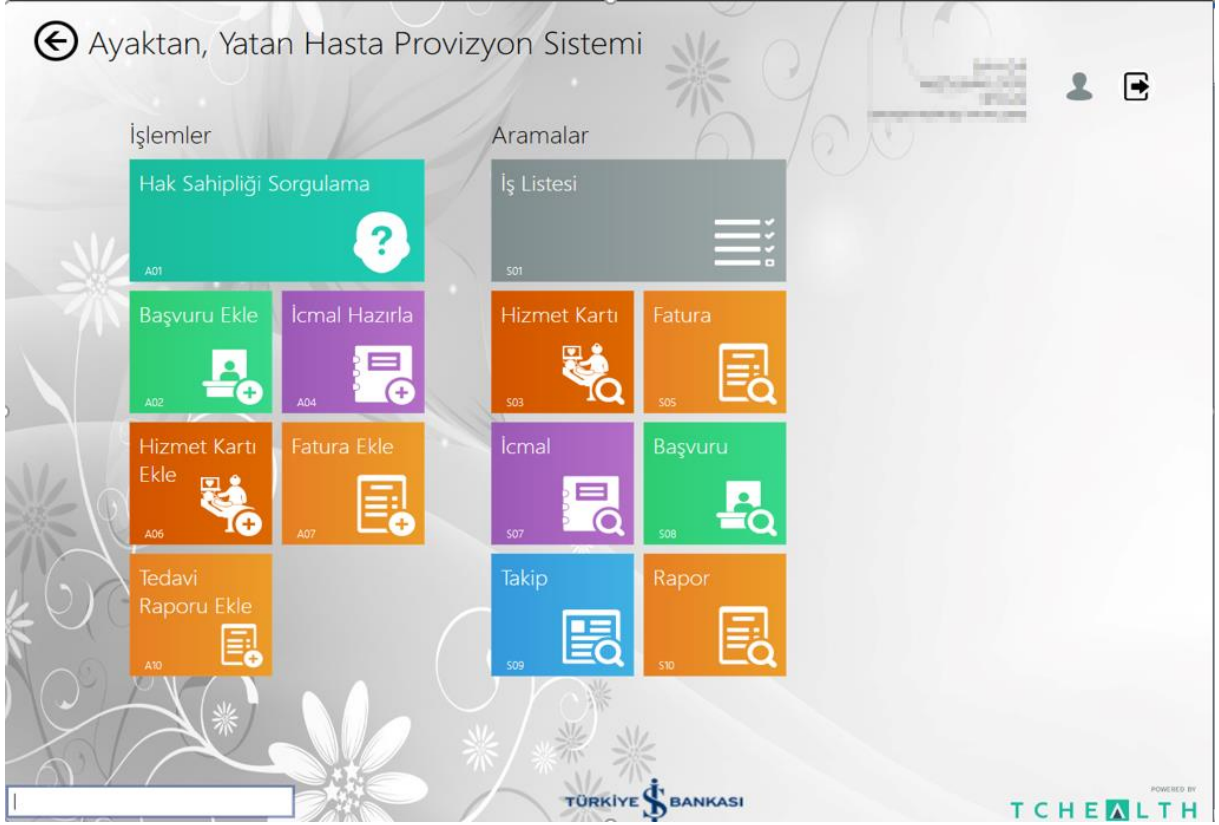 Ayaktan, Yatan Hasta Provizyon Sistemi
İşlemler
Hak Sahipliği Sorgulama
?
A01
Başvuru Ekle
A02
İcmal Hazırla
A04
Hizmet Kartı
Ekle
A06
Fatura Ekle
A07
Tedavi
Raporu Ekle
A10
Aramalar
İş Listesi
S01
Hizmet Kartı
S03
Fatura
S05
İcmal
S07
Başvuru
S08
Takip
S09
Rapor
S10
TÜRKİYE İŞ BANKASI
POWERED BY
TCHEALTH